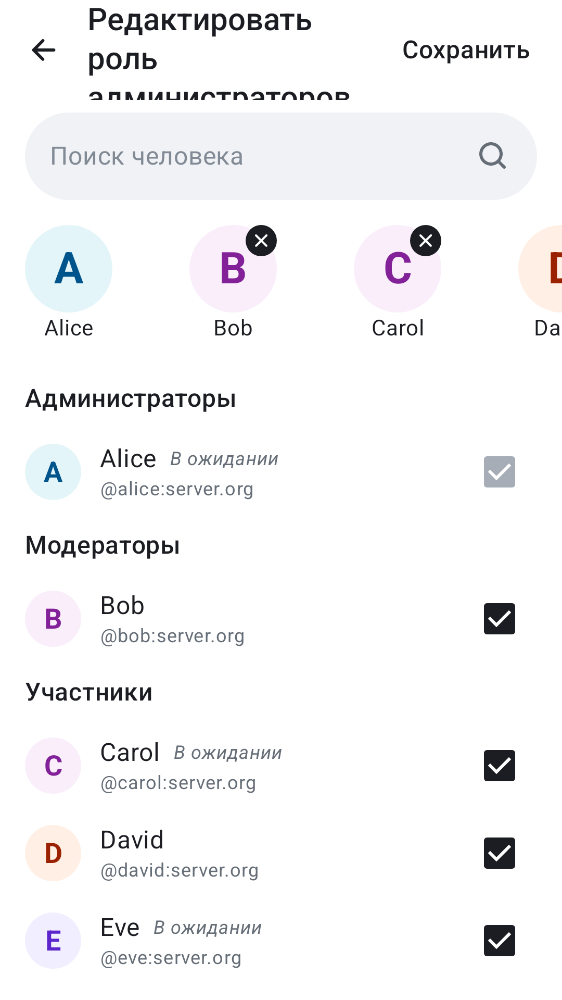 Редактировать
роль
администраторов
Сохранить
Поиск человека
A
B
C
Alice
Bob
Carol
Da
Администраторы
A
Alice В ожидании
@alice:server.org
Модераторы
B
Bob
@bob:server.org
Участники
C
Carol В ожидании
@carol:server.org
D
David
@david:server.org
E
Eve В ожидании
@eve:server.org